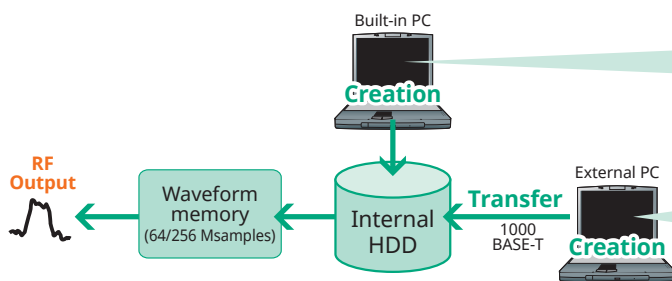 Built-in PC
Creation
RF
Output
Waveform
memory
(64/256 Msamples)
Internal
HDD
Transfer
1000
BASE-T
External PC
Creation